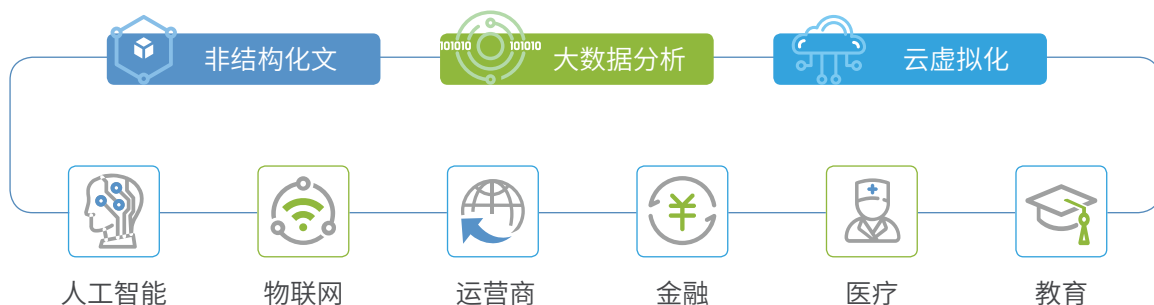 非结构化文
101010 101010
大数据分析
云虚拟化
人工智能
物联网
运营商
金融
医疗
教育